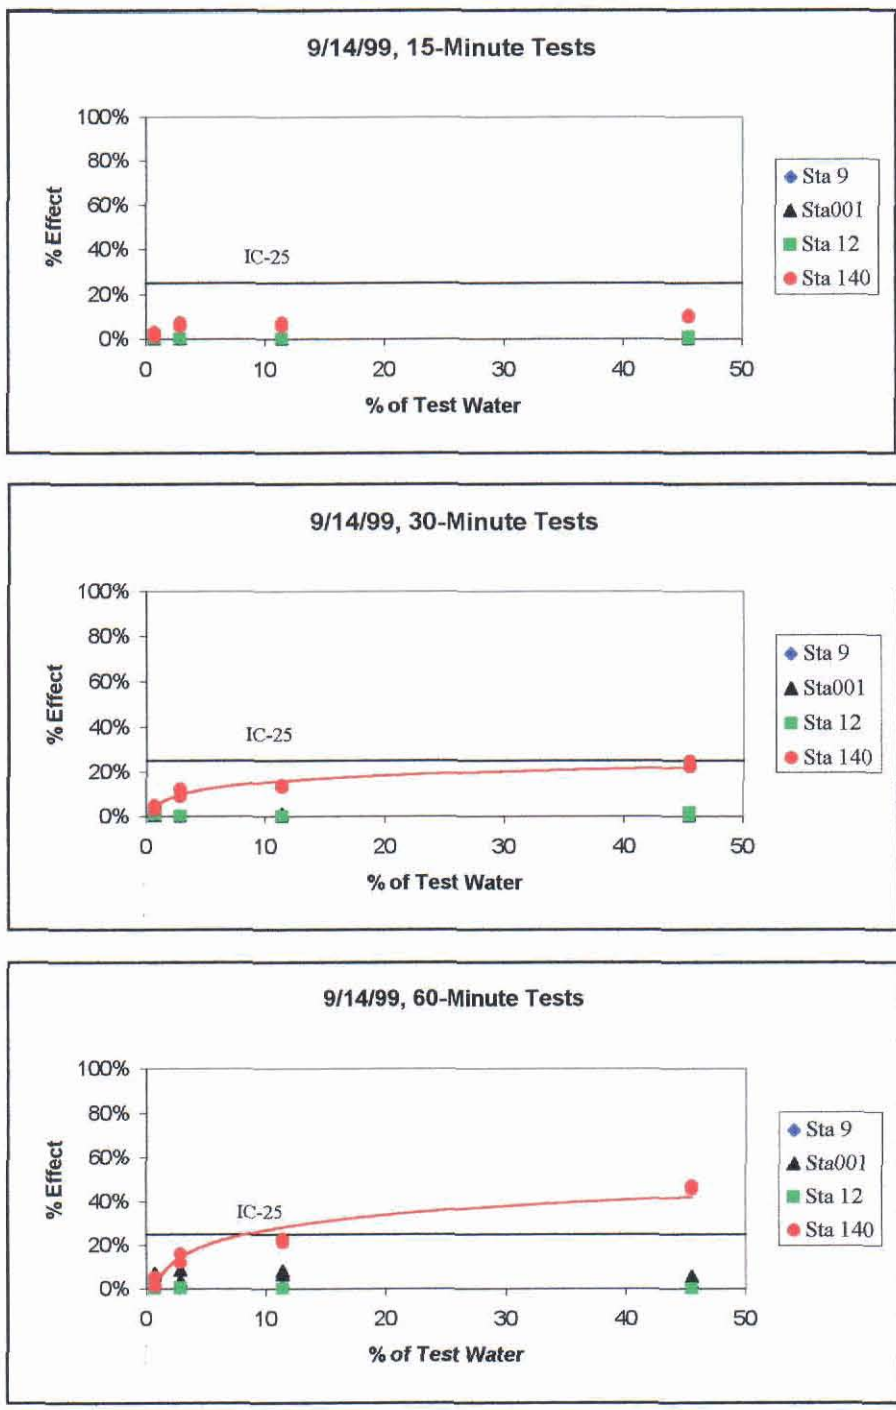 9/14/99, 15-Minute Tests
100%
80%
60%
40%
20%
0%
% Effect
IC-25
0 10 20 30 40 50
% of Test Water
Sta 9
Sta001
Sta 12
Sta 140
9/14/99, 30-Minute Tests
100%
80%
60%
40%
20%
0%
% Effect
IC-25
0 10 20 30 40 50
% of Test Water
Sta 9
Sta001
Sta 12
Sta 140
9/14/99, 60-Minute Tests
100%
80%
60%
40%
20%
0%
% Effect
IC-25
0 10 20 30 40 50
% of Test Water
Sta 9
Sta001
Sta 12
Sta 140